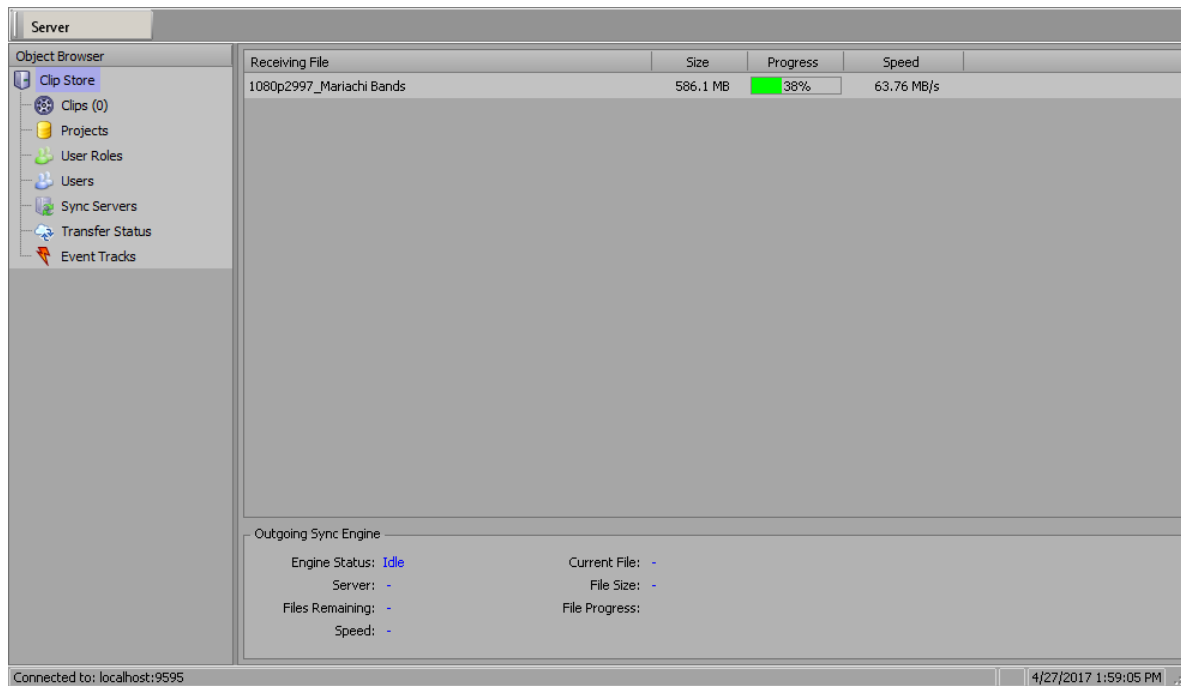 Server
Object Browser
Clip Store
Clips (0)
Projects
User Roles
Users
Sync Servers
Transfer Status
Event Tracks
Receiving File Size Progress Speed
1080p2997_Mariachi Bands 586.1 MB 38% 63.76 MB/s
Outgoing Sync Engine
Engine Status: Idle Current File: -
Server: - File Size: -
Files Remaining: - File Progress:
Speed: -
Connected to: localhost:9595 4/27/2017 1:59:05 PM